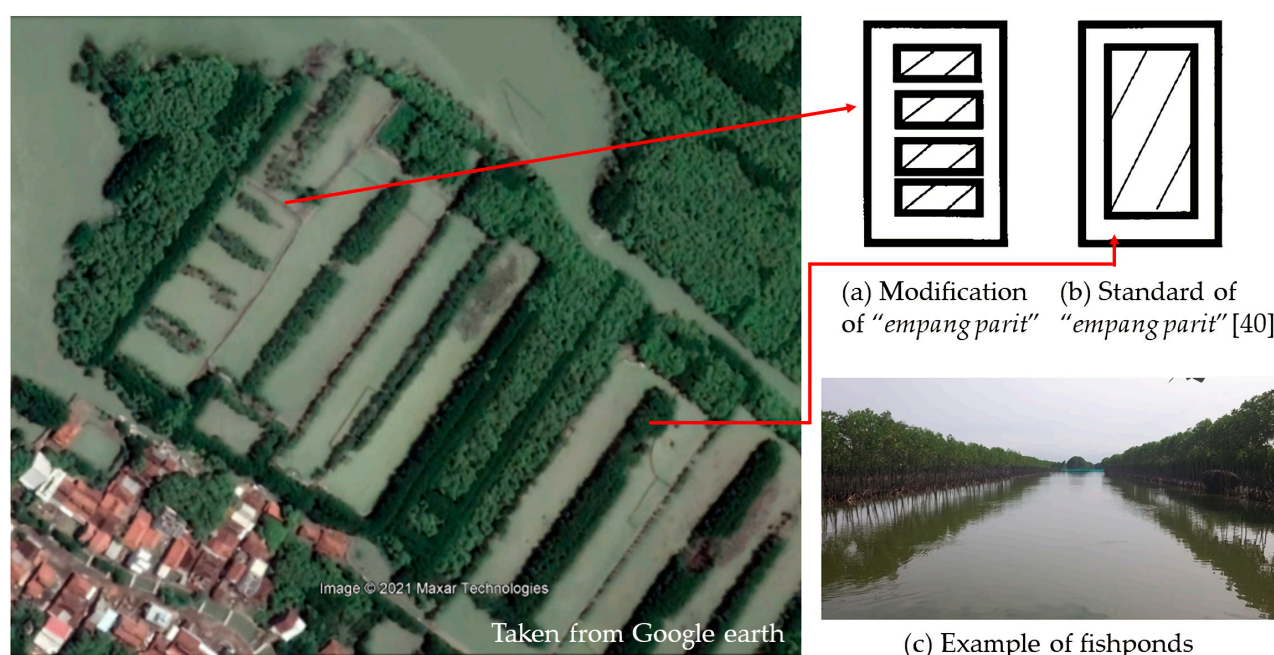 Image © 2021 Maxar Technologies
Taken from Google earth
(a) Modification
of “empang parit”
(b) Standard of
“empang parit” [40]
(c) Example of fishponds